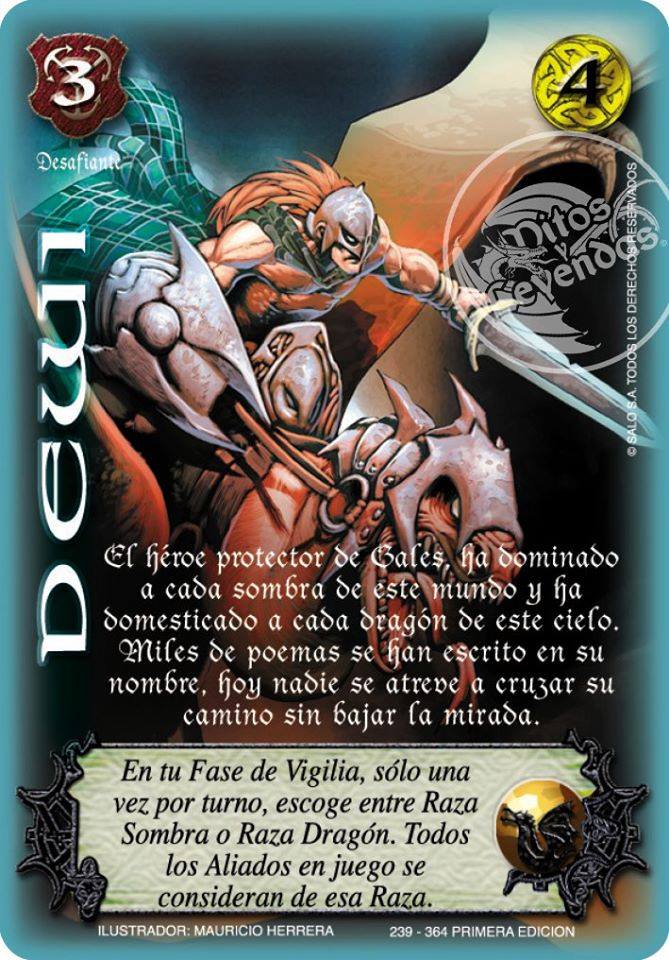 3
4
Desafiante
Mitos
y
Leyendas
© SALO S.A. TODOS LOS DERECHOS RESERVADOS
DEWI
El héroe protector de Gales, ha dominado
a cada sombra de este mundo y ha
domesticado a cada dragón de este cielo.
Miles de poemas se han escrito en su
nombre, hoy nadie se atreve a cruzar su
camino sin bajar la mirada.
En tu Fase de Vigilia, sólo una
vez por turno, escoge entre Raza
Sombra o Raza Dragón. Todos
los Aliados en juego se
consideran de esa Raza.
ILUSTRADOR: MAURICIO HERRERA 239 - 364 PRIMERA EDICION